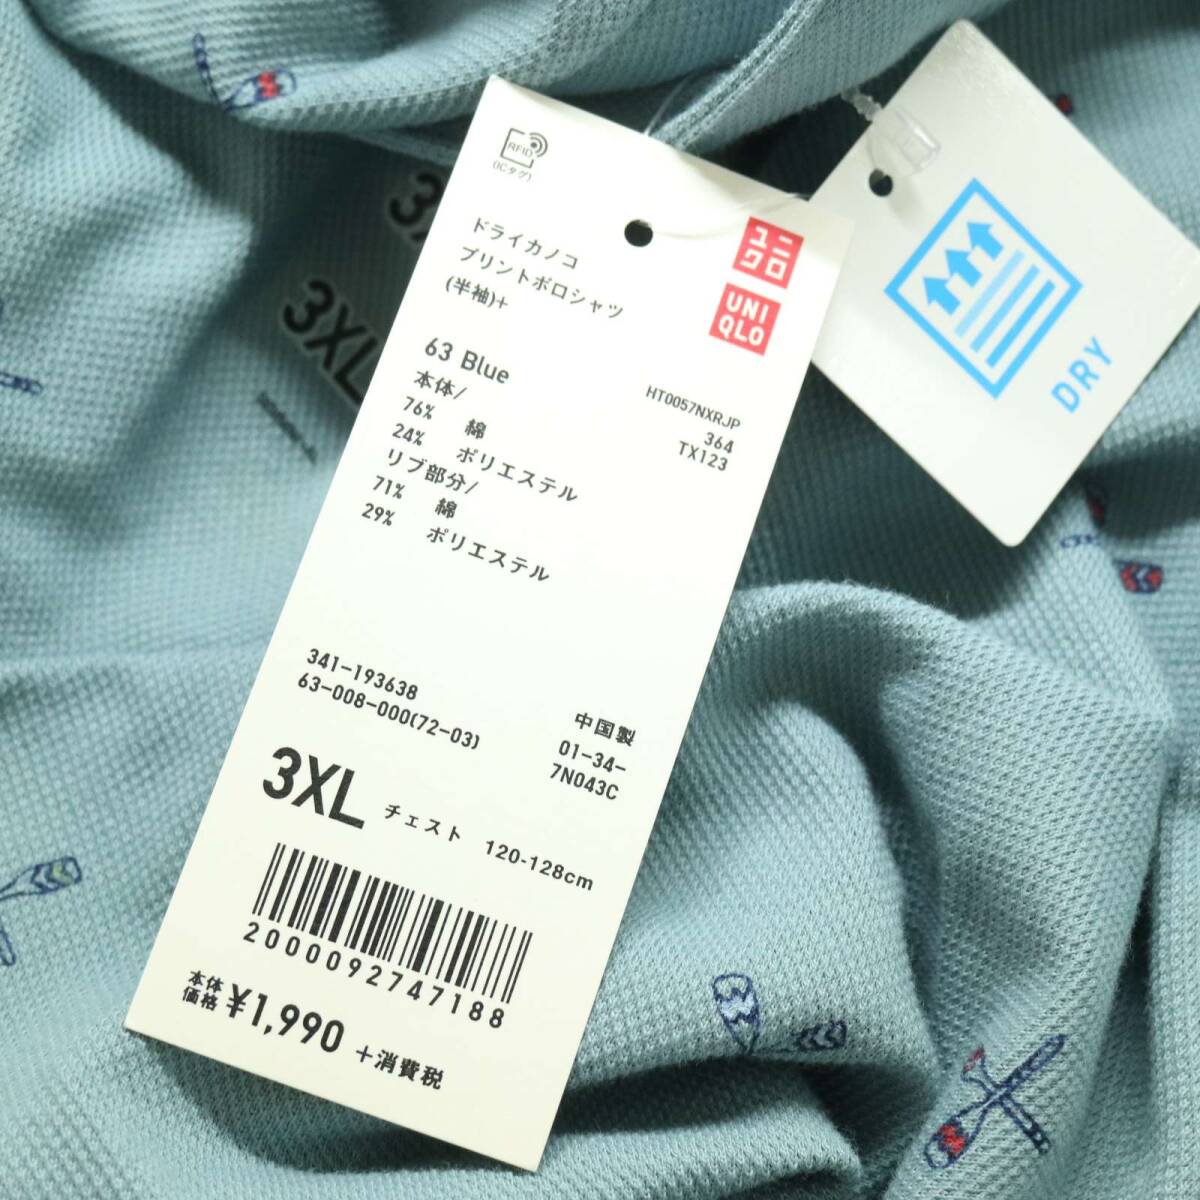 RFID
(ICタグ)
ドライカノコ
プリントポロシャツ
(半袖)+
ユニ
クロ
UNI
QLO
63 Blue
本体/
76% 綿
24% ポリエステル
リブ部分/
71% 綿
29% ポリエステル
HT0057NXRJP
364
TX123
341-193638
63-008-000(72-03)
中国製
01-34-
7N043C
3XL チェスト 120-128cm
2000092747188
本体
価格 ¥1,990 +消費税
DRY
3X
3XL